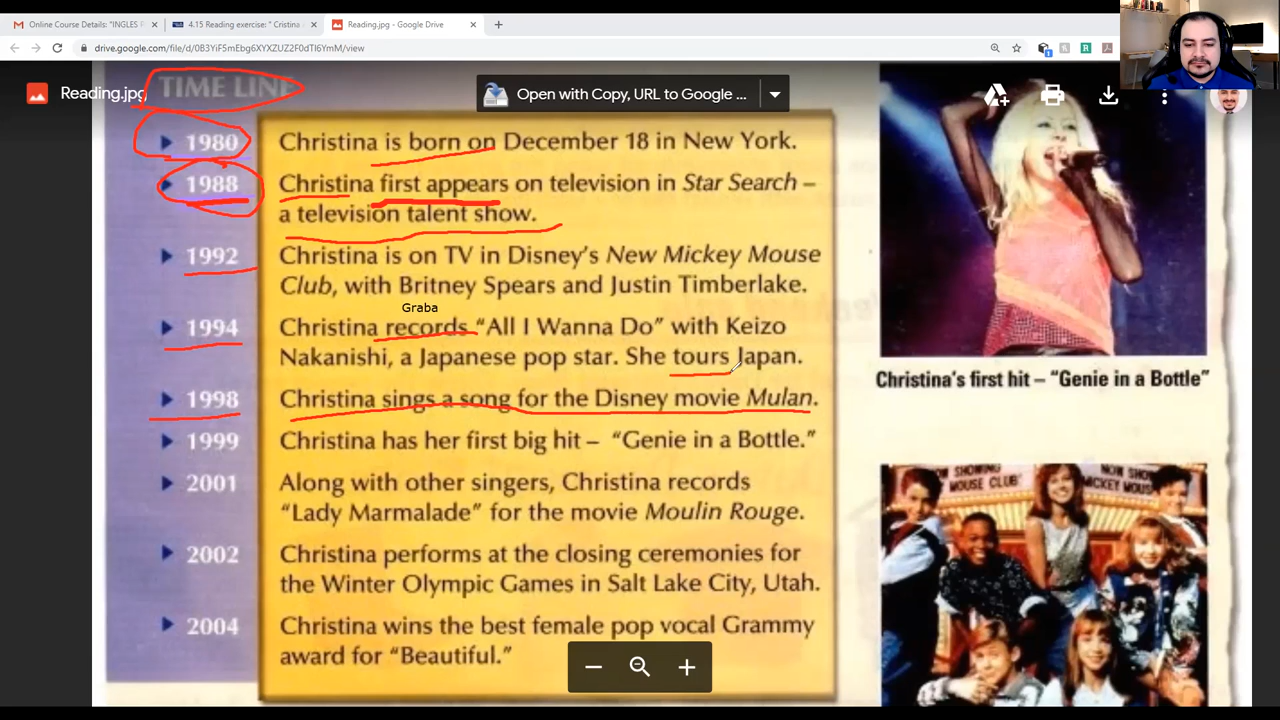 Online Course Details: "INGLES P
4.15 Reading exercise: " Cristina
Reading.jpg - Google Drive
drive.google.com/file/d/0B3YiF5mEbg6XYXZUZ2F0dTl6YmM/view
Reading.jpg
Open with Copy, URL to Google ...
TIME LINE
1980 Christina is born on December 18 in New York.
1988 Christina first appears on television in Star Search –
a television talent show.
1992 Christina is on TV in Disney's New Mickey Mouse
Club, with Britney Spears and Justin Timberlake.
Graba
1994 Christina records "All I Wanna Do" with Keizo
Nakanishi, a Japanese pop star. She tours Japan.
1998 Christina sings a song for the Disney movie Mulan.
1999 Christina has her first big hit – "Genie in a Bottle."
2001 Along with other singers, Christina records
"Lady Marmalade" for the movie Moulin Rouge.
2002 Christina performs at the closing ceremonies for
the Winter Olympic Games in Salt Lake City, Utah.
2004 Christina wins the best female pop vocal Grammy
award for "Beautiful."
Christina's first hit – "Genie in a Bottle"
OW SHOWING
MOUSE CLUB'
NOW SHO
MICKEY MOUS